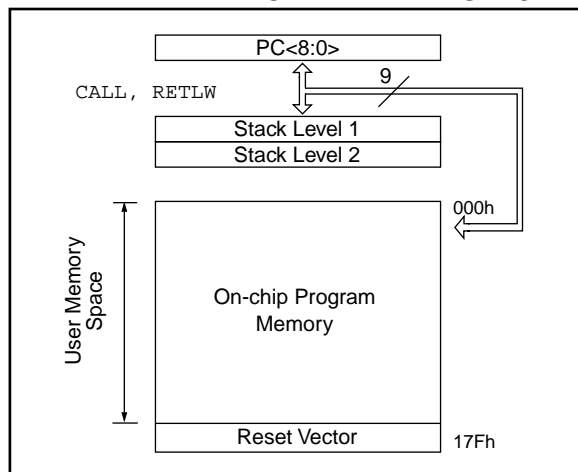 PC<8:0>
9
CALL, RETLW
Stack Level 1
Stack Level 2
000h
User Memory
Space
On-chip Program
Memory
Reset Vector
17Fh